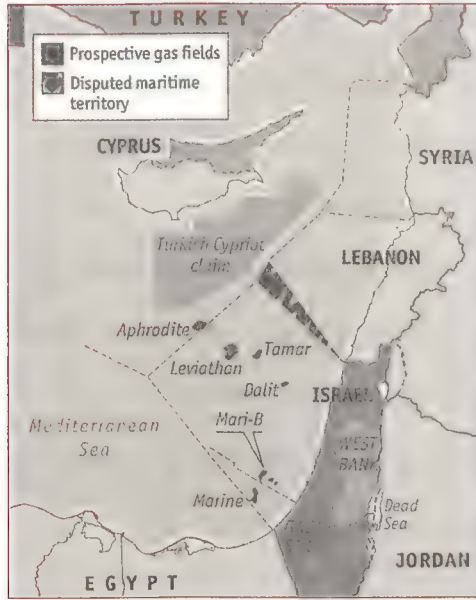 TURKEY
Prospective gas fields
Disputed maritime
territory
CYPRUS
SYRIA
Turkish Cypriot
claim
LEBANON
Aphrodite
Tamar
Leviathan
Dalit
ISRAEL
Mari-B
Mediterranean
Sea
WEST
BANK
Marine
Dead
Sea
JORDAN
EGYPT